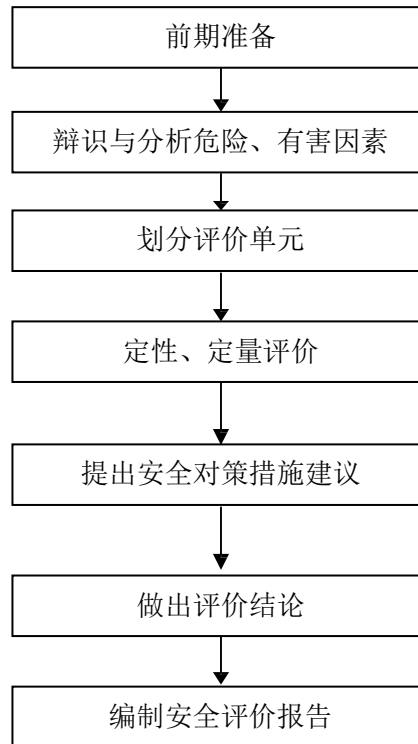 前期准备
辩识与分析危险、有害因素
划分评价单元
定性、定量评价
提出安全对策措施建议
做出评价结论
编制安全评价报告